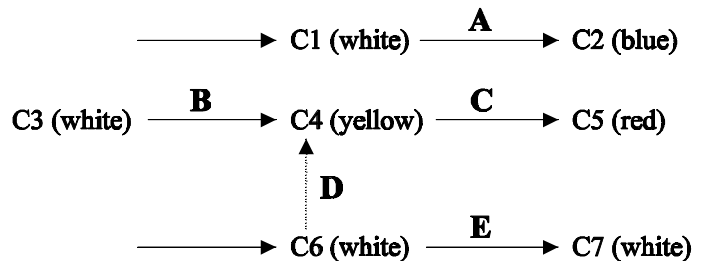 A
C1 (white) C2 (blue)
B C
C3 (white) C4 (yellow) C5 (red)
D
E
C6 (white) C7 (white)